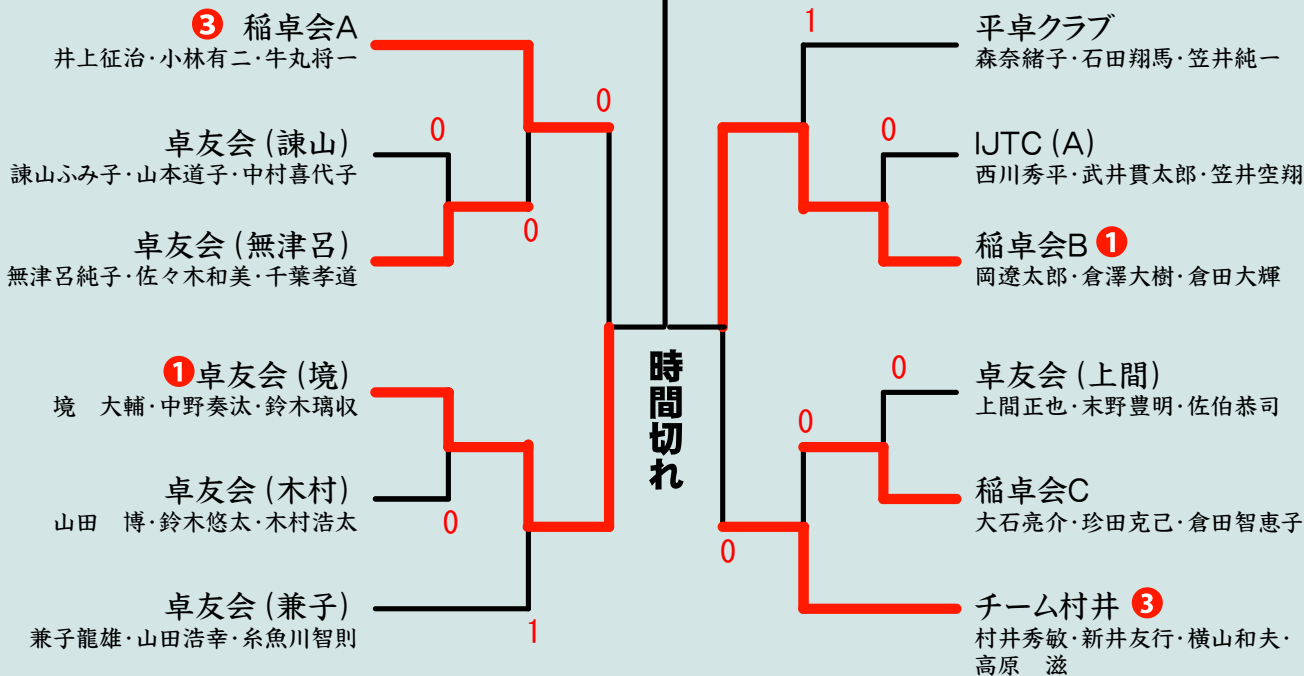 ❸ 稲卓会A
井上征治・小林有二・牛丸将一
0
0
卓友会（諌山）
諌山ふみ子・山本道子・中村喜代子
0
卓友会（無津呂）
無津呂純子・佐々木和美・千葉孝道
❶卓友会（境）
境　大輔・中野奏汰・鈴木璃収
卓友会（木村）
山田　博・鈴木悠太・木村浩太
0
卓友会（兼子）
兼子龍雄・山田浩幸・糸魚川智則
1
時間切れ
1
平卓クラブ
森奈緒子・石田翔馬・笠井純一
0
IJTC（A）
西川秀平・武井貫太郎・笠井空翔
稲卓会B ❶
岡遼太郎・倉澤大樹・倉田大輝
0
卓友会（上間）
上間正也・末野豊明・佐伯恭司
0
稲卓会C
大石亮介・珍田克己・倉田智恵子
0
チーム村井 ❸
村井秀敏・新井友行・横山和夫・
高原　滋